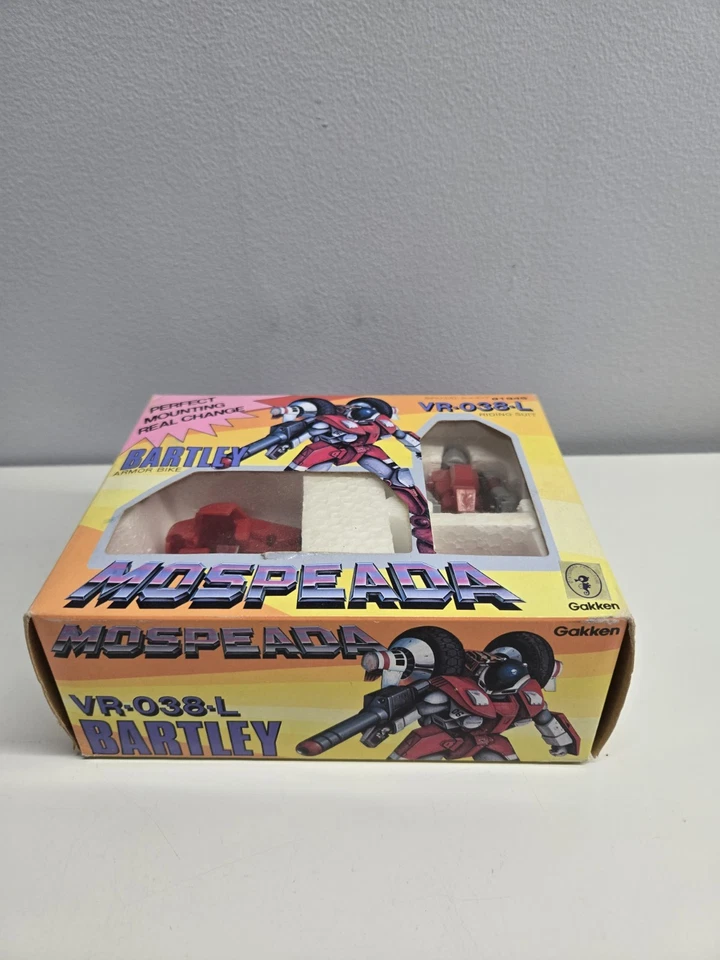 PERFECT
MOUNTING
REAL CHANGE
VR-038-L
RIDING SUIT
BARTLEY
ARMOR BIKE
MOSPEADA
Gakken
MOSPEADA
Gakken
VR-038-L
BARTLEY